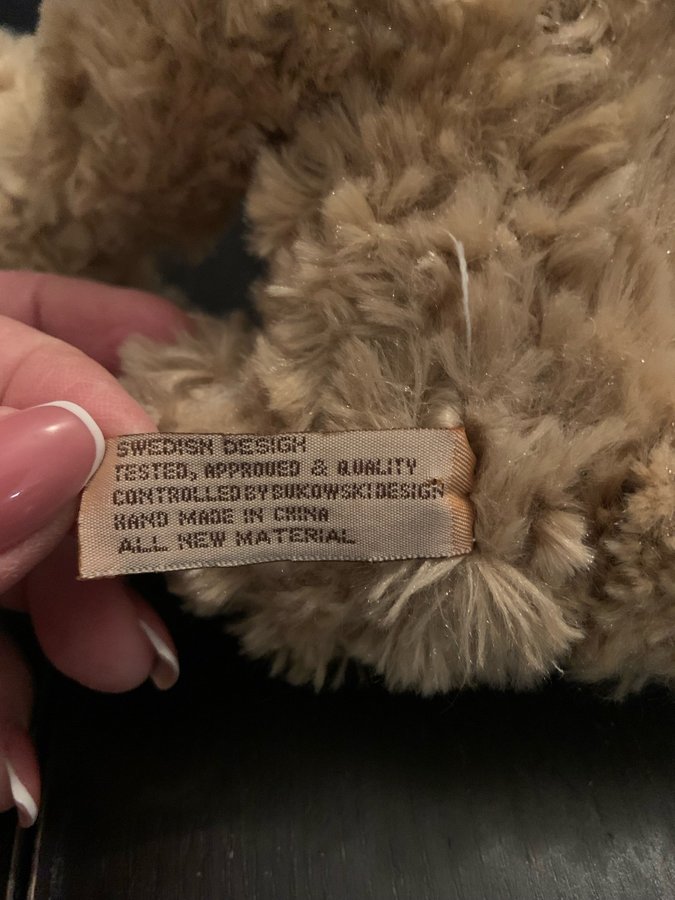 SWEDISH DESIGN
TESTED, APPROVED & QUALITY
CONTROLLED BY BUKOWSKI DESIGN
HAND MADE IN CHINA
ALL NEW MATERIAL